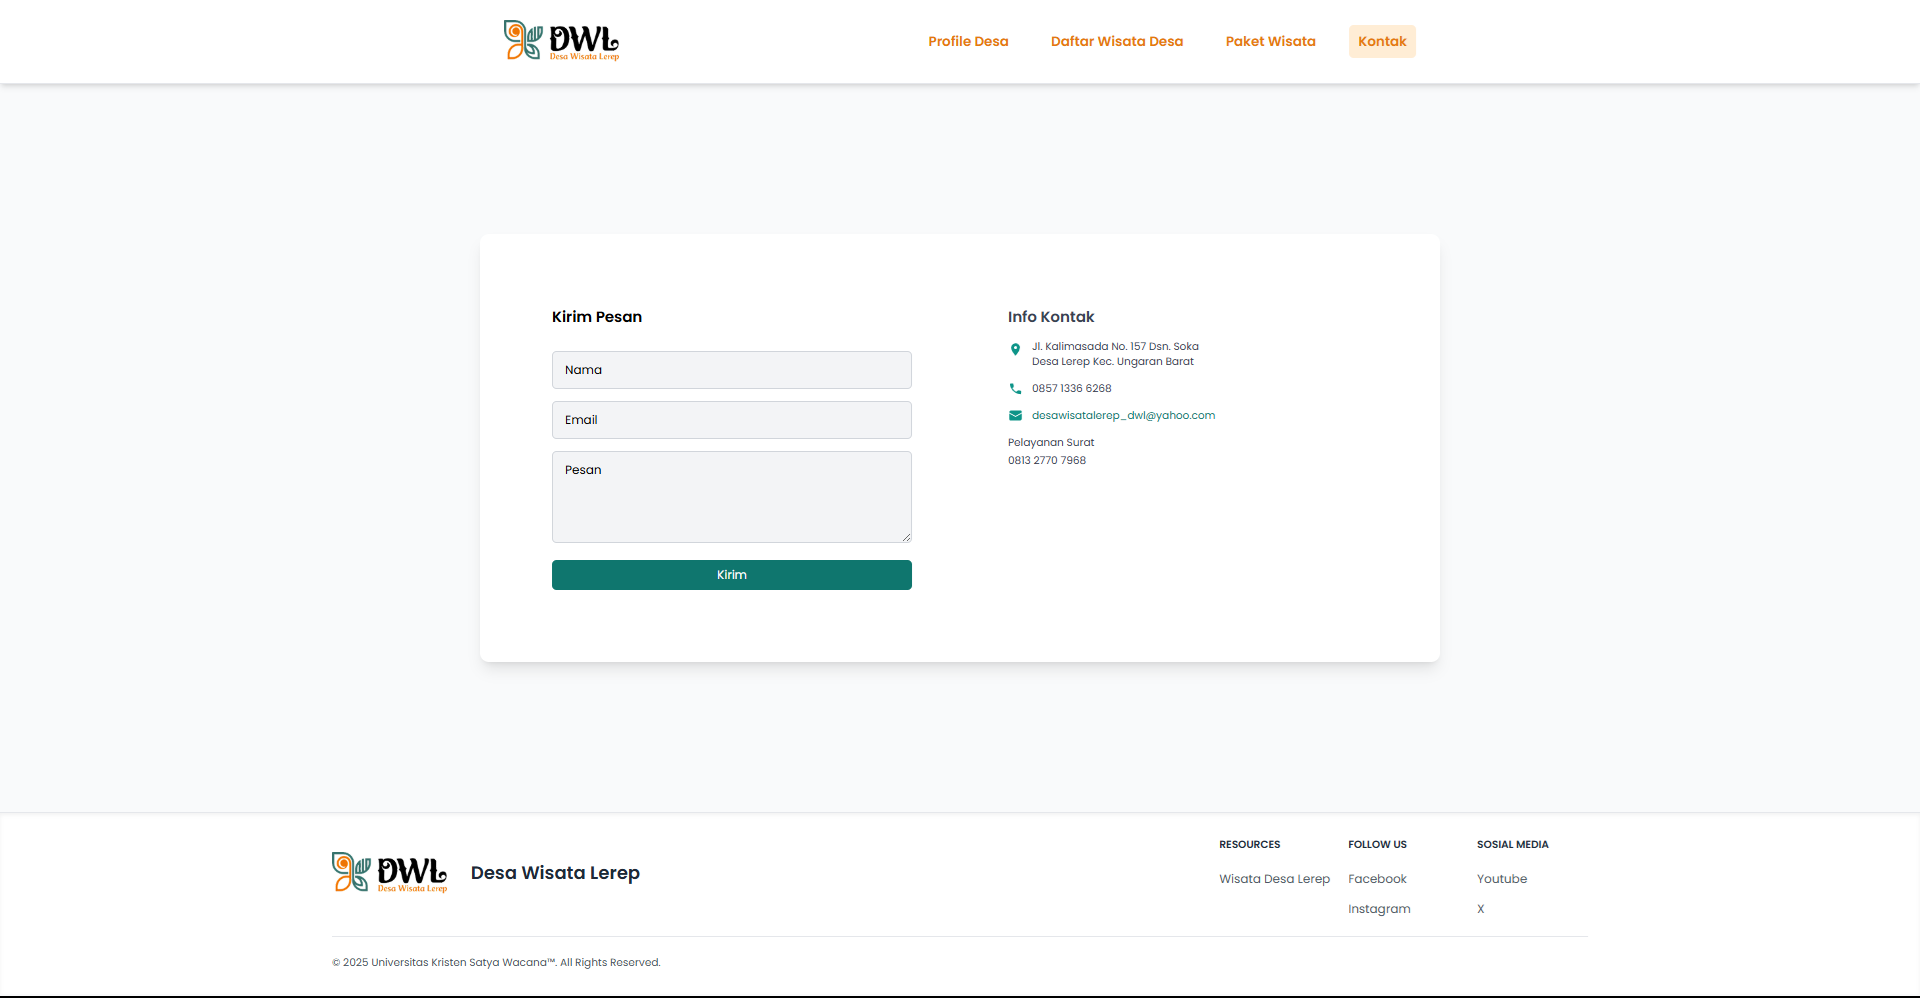 DWL
Desa Wisata Lerep
Profile Desa
Daftar Wisata Desa
Paket Wisata
Kontak
Kirim Pesan
Nama
Email
Pesan
Kirim
Info Kontak
Jl. Kalimasada No. 157 Dsn. Soka
Desa Lerep Kec. Ungaran Barat
0857 1336 6268
desawisatalerep_dwl@yahoo.com
Pelayanan Surat
0813 2770 7968
DWL
Desa Wisata Lerep
Desa Wisata Lerep
RESOURCES
Wisata Desa Lerep
FOLLOW US
Facebook
Instagram
SOSIAL MEDIA
Youtube
X
© 2025 Universitas Kristen Satya Wacana™. All Rights Reserved.